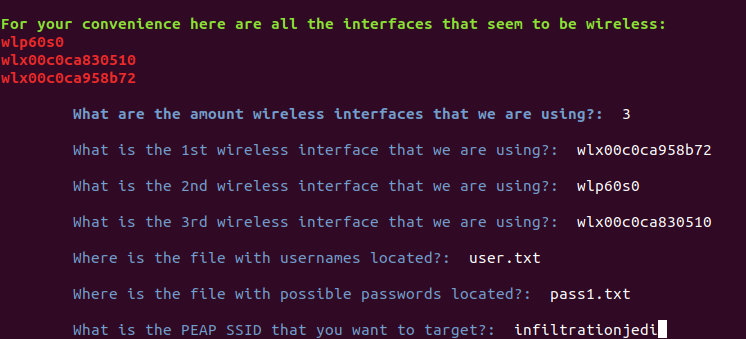 For your convenience here are all the interfaces that seem to be wireless:
wlp60s0
wlx00c0ca830510
wlx00c0ca958b72
What are the amount wireless interfaces that we are using?: 3
What is the 1st wireless interface that we are using?: wlx00c0ca958b72
What is the 2nd wireless interface that we are using?: wlp60s0
What is the 3rd wireless interface that we are using?: wlx00c0ca830510
Where is the file with usernames located?: user.txt
Where is the file with possible passwords located?: pass1.txt
What is the PEAP SSID that you want to target?: infiltrationjedi